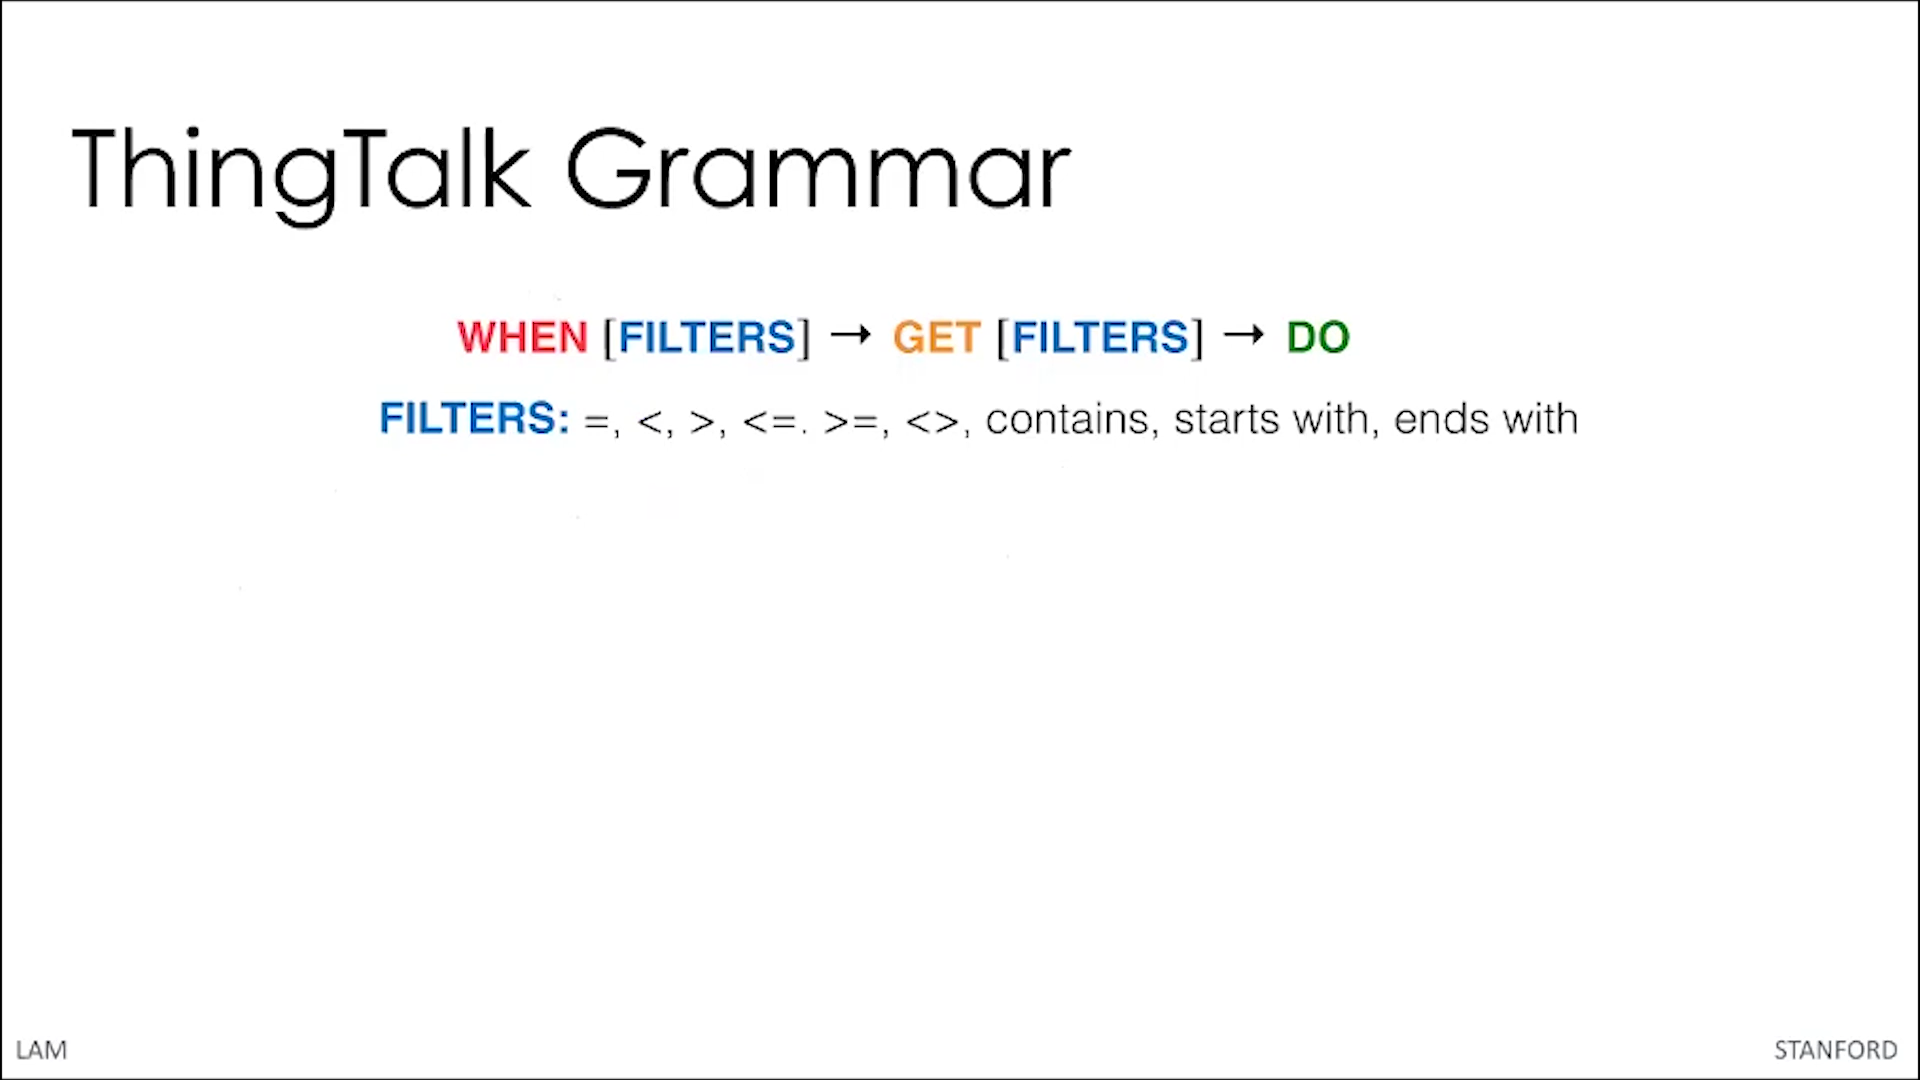 ThingTalk Grammar
WHEN [FILTERS] → GET [FILTERS] → DO
FILTERS: =, <, >, <=. >=, <>, contains, starts with, ends with
LAM
STANFORD